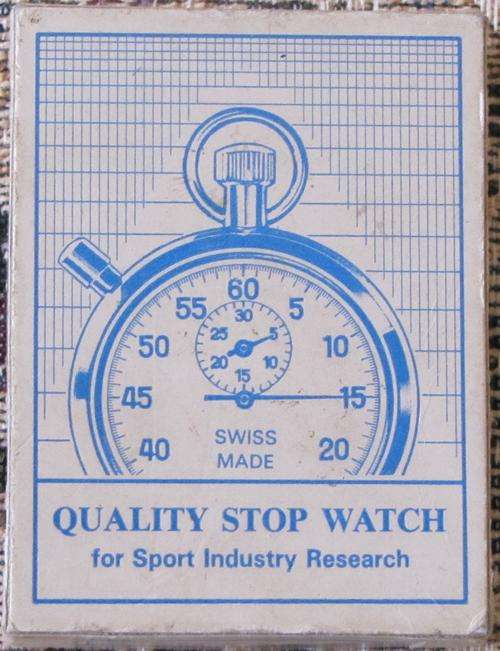 60
55 30 5
25 5
50 10
20 10
15
45 15
SWISS
40 MADE 20
QUALITY STOP WATCH
for Sport Industry Research